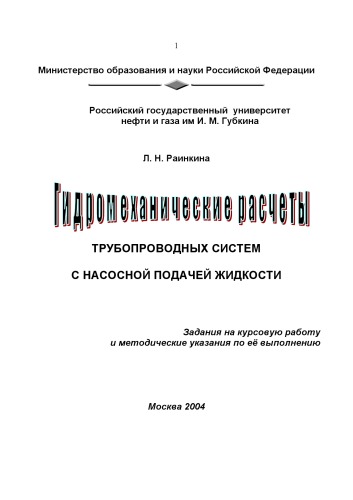 1
Министерство образования и науки Российской Федерации
Российский государственный университет
нефти и газа им И. М. Губкина
Л. Н. Раинкина
Гидромеханические расчеты
ТРУБОПРОВОДНЫХ СИСТЕМ
С НАСОСНОЙ ПОДАЧЕЙ ЖИДКОСТИ
Задания на курсовую работу
и методические указания по её выполнению
Москва 2004